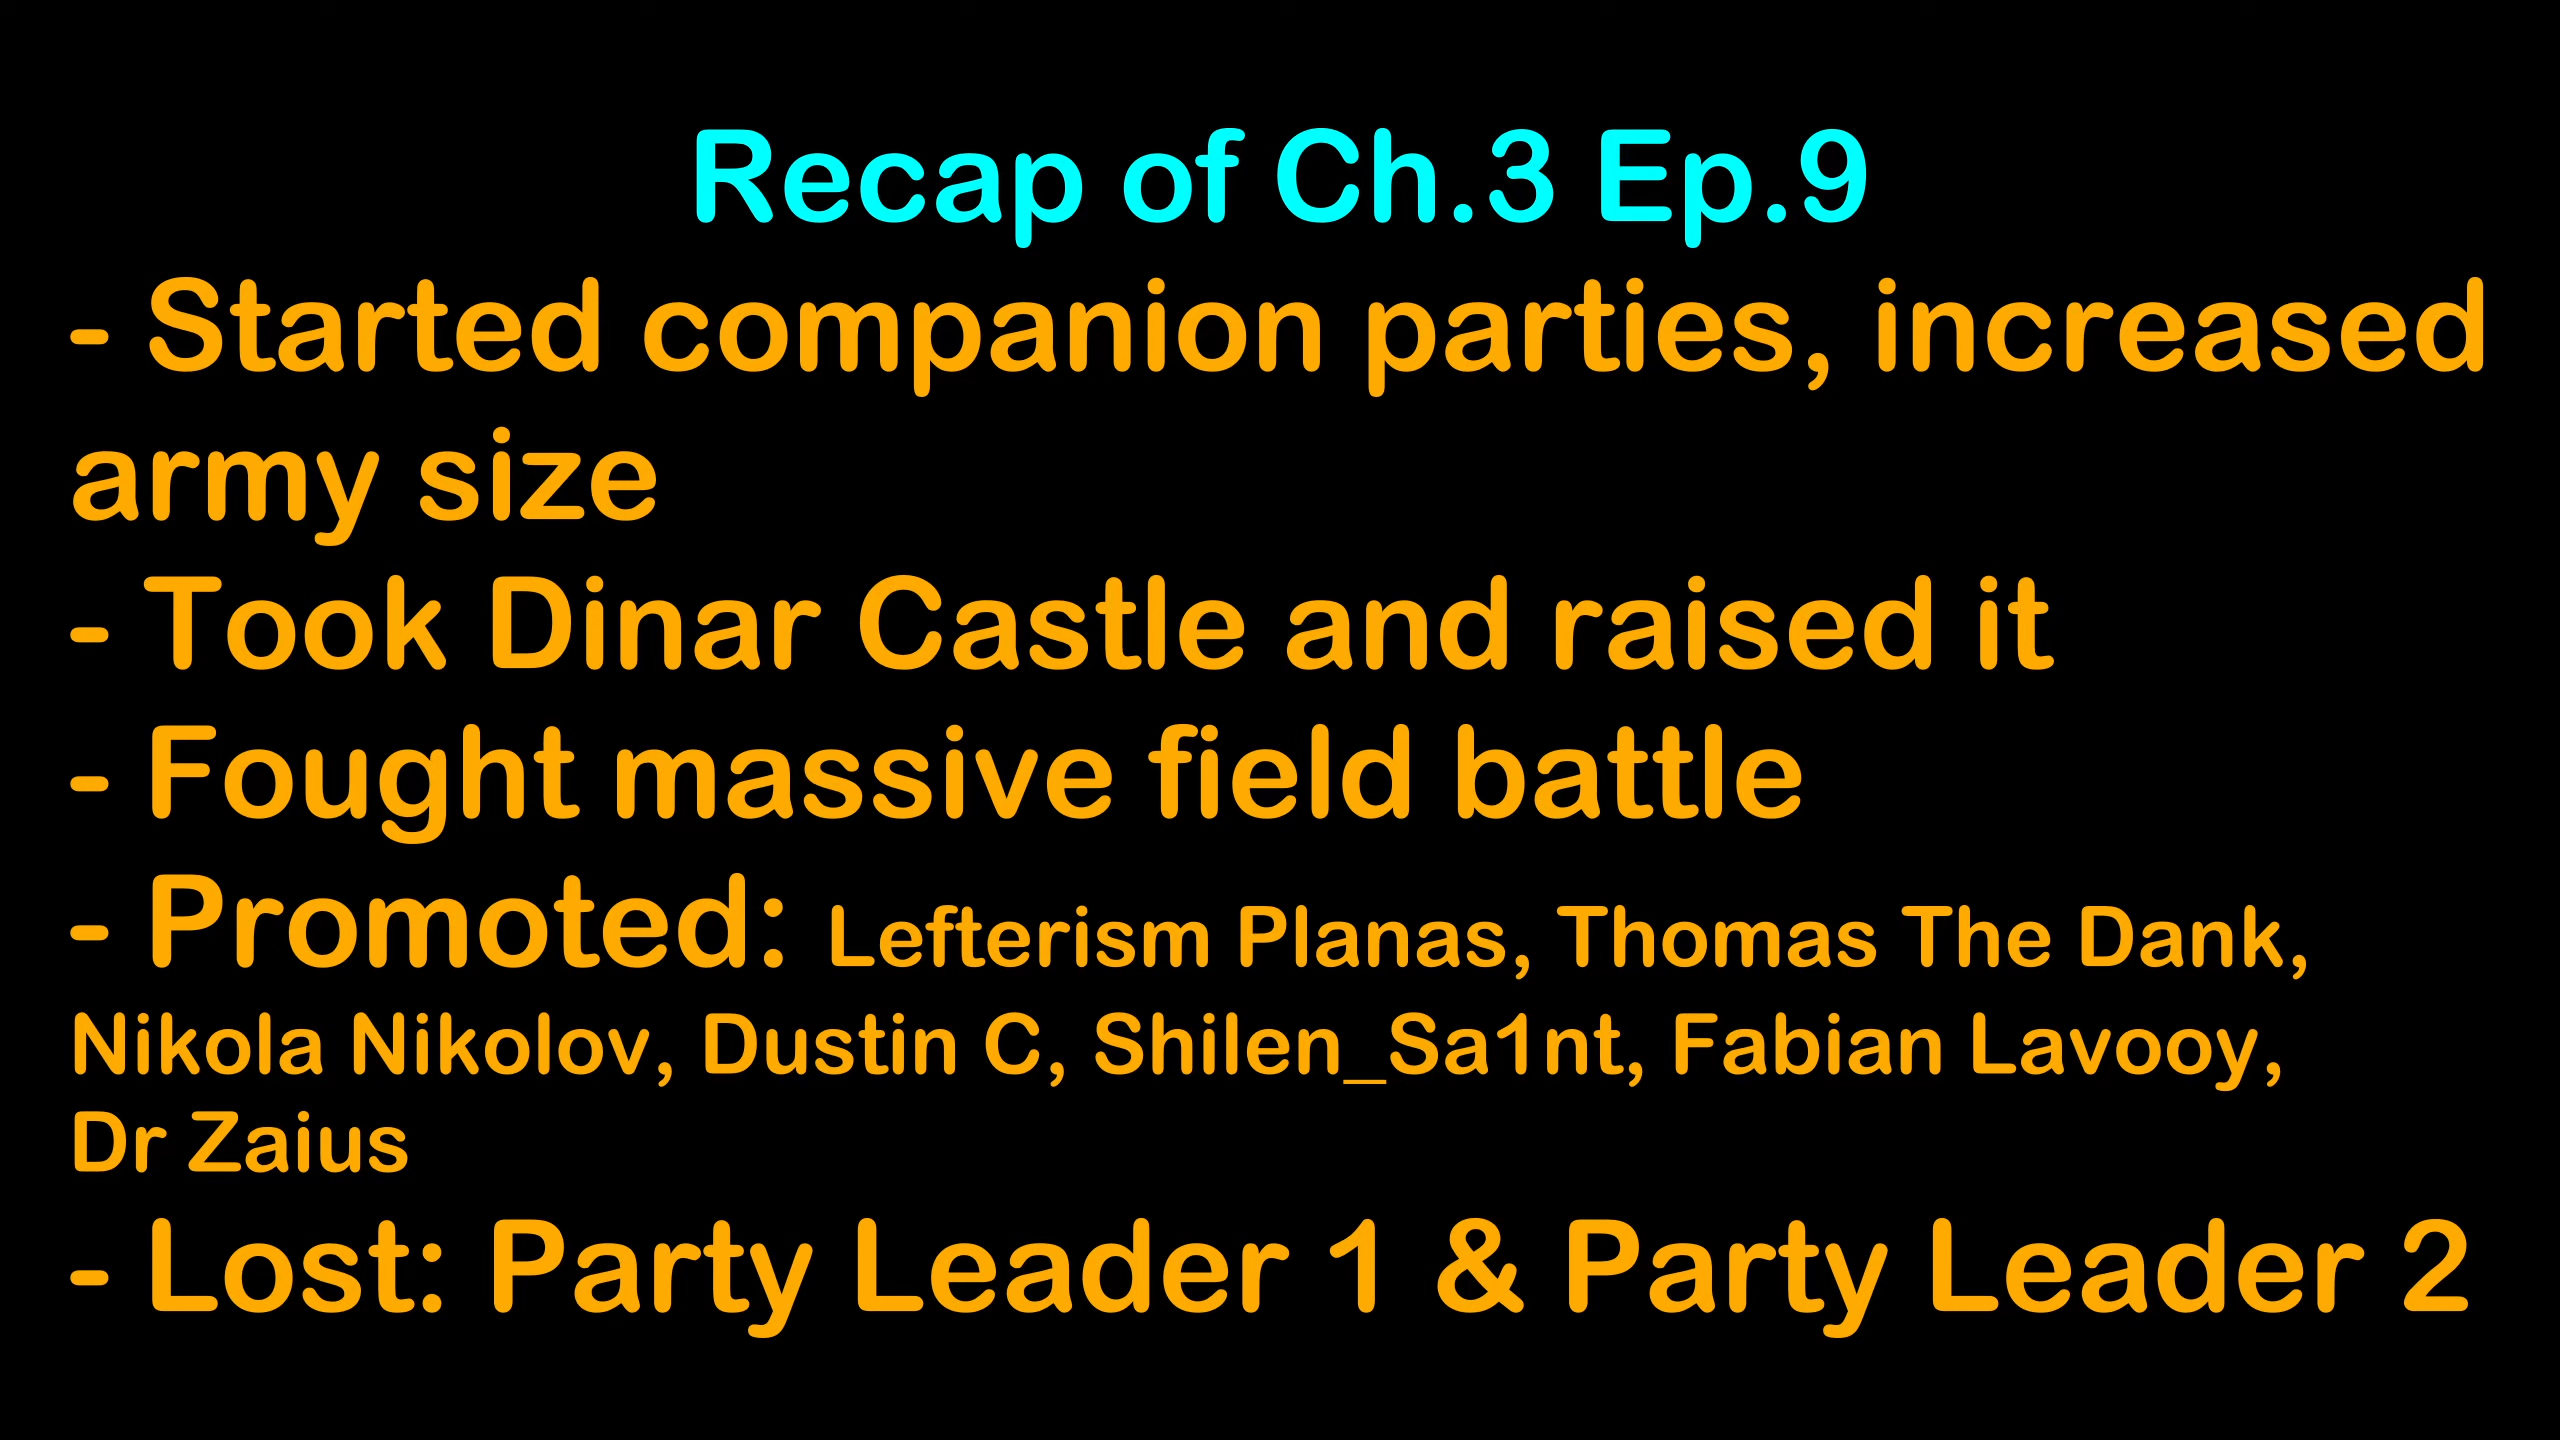 Recap of Ch.3 Ep.9
- Started companion parties, increased
army size
- Took Dinar Castle and raised it
- Fought massive field battle
- Promoted: Lefterism Planas, Thomas The Dank,
Nikola Nikolov, Dustin C, Shilen_Sa1nt, Fabian Lavooy,
Dr Zaius
- Lost: Party Leader 1 & Party Leader 2